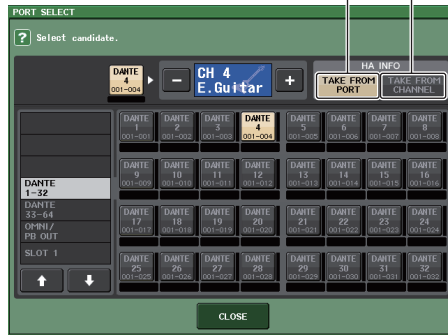 PORT SELECT
? Select candidate.
HA INFO
DANTE 4 001-004
− CH 4 E.Guitar +
TAKE FROM PORT
TAKE FROM CHANNEL
DANTE 1 001-001
DANTE 2 001-002
DANTE 3 001-003
DANTE 4 001-004
DANTE 5 001-005
DANTE 6 001-006
DANTE 7 001-007
DANTE 8 001-008
DANTE 9 001-009
DANTE 10 001-010
DANTE 11 001-011
DANTE 12 001-012
DANTE 13 001-013
DANTE 14 001-014
DANTE 15 001-015
DANTE 16 001-016
DANTE 17 001-017
DANTE 18 001-018
DANTE 19 001-019
DANTE 20 001-020
DANTE 21 001-021
DANTE 22 001-022
DANTE 23 001-023
DANTE 24 001-024
DANTE 25 001-025
DANTE 26 001-026
DANTE 27 001-027
DANTE 28 001-028
DANTE 29 001-029
DANTE 30 001-030
DANTE 31 001-031
DANTE 32 001-032
DANTE 1-32
DANTE 33-64
OMNI/ PB OUT
SLOT 1
CLOSE